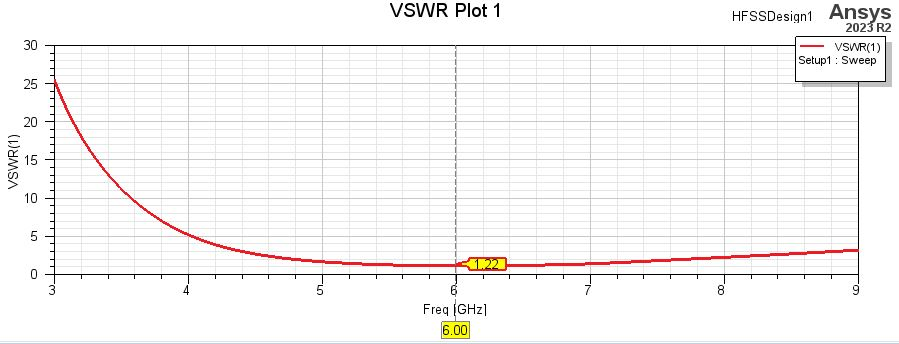 VSWR Plot 1
HFSSDesign1
Ansys
2023 R2
VSWR(1)
Setup1 : Sweep
30
25
20
15
10
5
0
VSWR(1)
1.22
3
4
5
6
7
8
9
Freq [GHz]
6.00